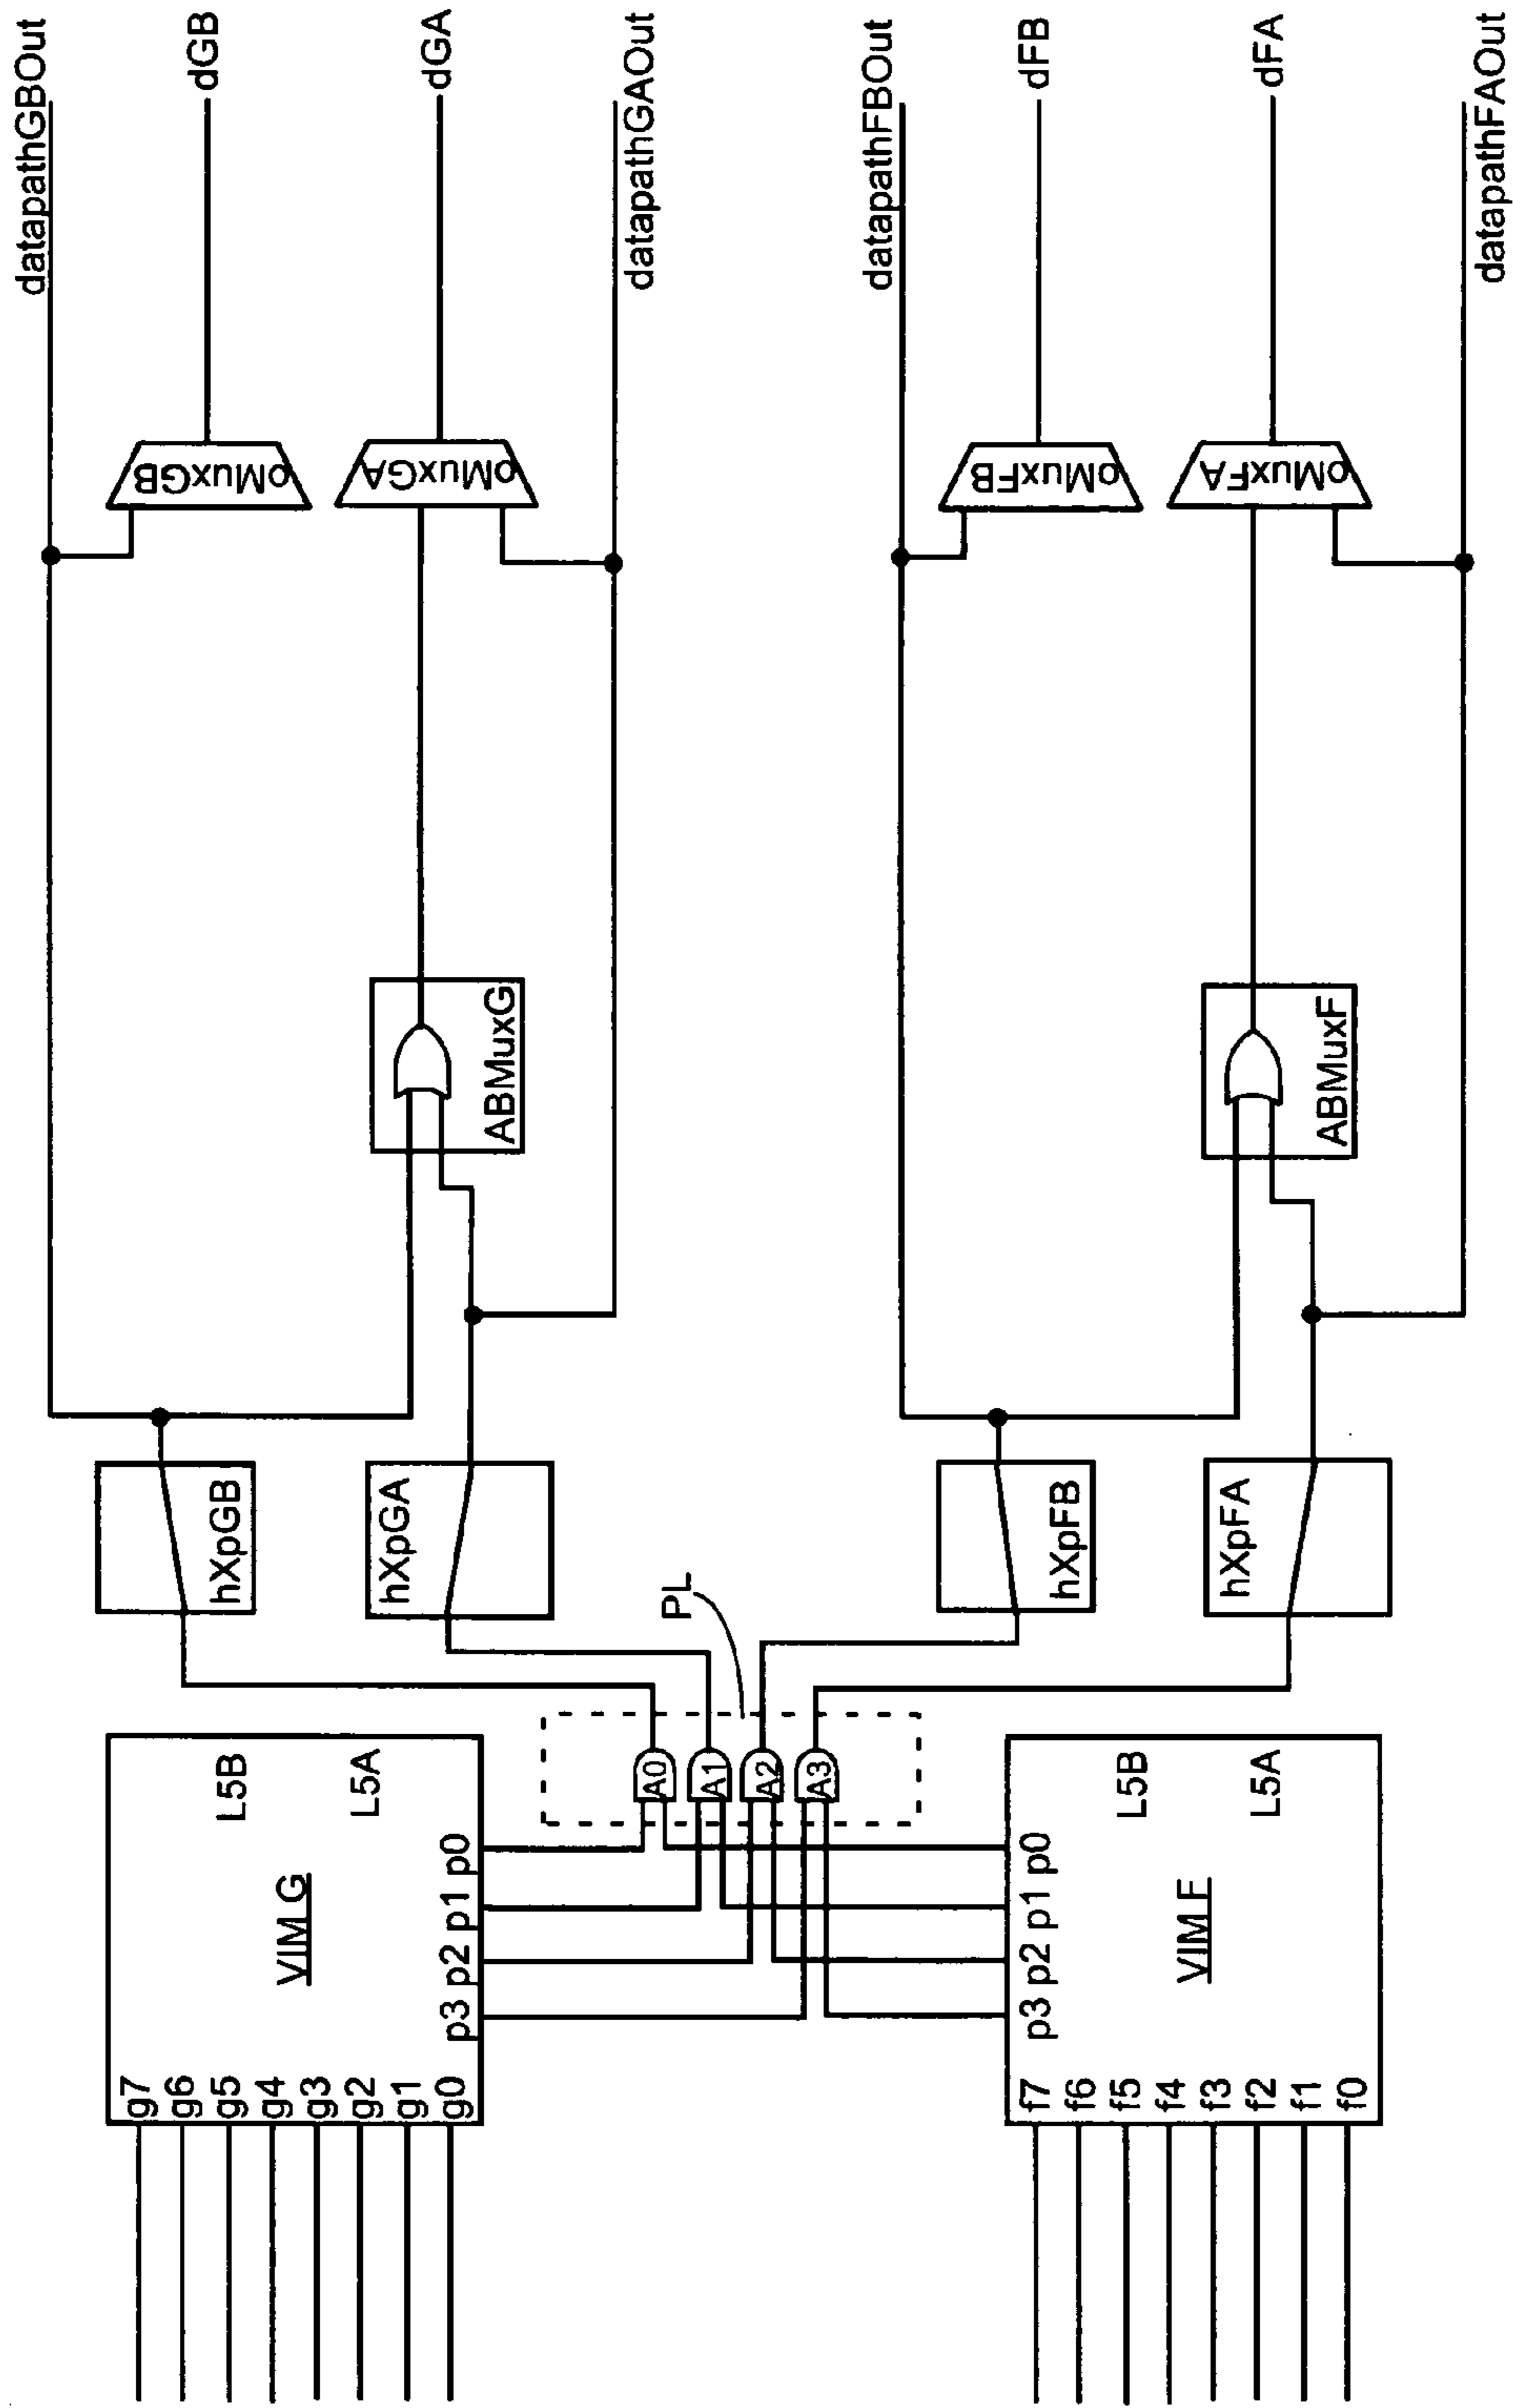 datapathGBOut
dGB
dGA
datapathGAOut
datapathFBOut
dFB
dFA
datapathFAOut
oMuxGB
oMuxGA
oMuxFB
oMuxFA
ABMuxG
ABMuxF
hXpGB
hXpGA
hXpFB
hXpFA
PL
A0
A1
A2
A3
VIM G
L5B
L5A
p3 p2 p1 p0
g7
g6
g5
g4
g3
g2
g1
g0
VIM F
L5B
L5A
p3 p2 p1 p0
f7
f6
f5
f4
f3
f2
f1
f0